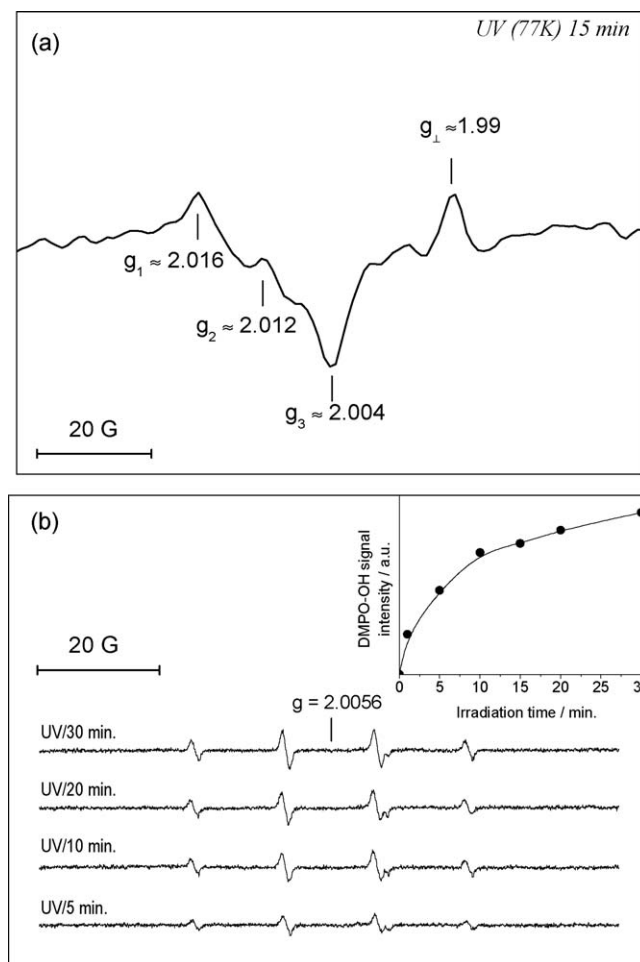 (a)
UV (77K) 15 min
g⊥ ≈1.99
g1 ≈ 2.016
g2 ≈ 2.012
g3 ≈ 2.004
20 G
(b)
DMPO-OH signal
intensity / a.u.
0 5 10 15 20 25 30
Irradiation time / min.
20 G
g = 2.0056
UV/30 min.
UV/20 min.
UV/10 min.
UV/5 min.